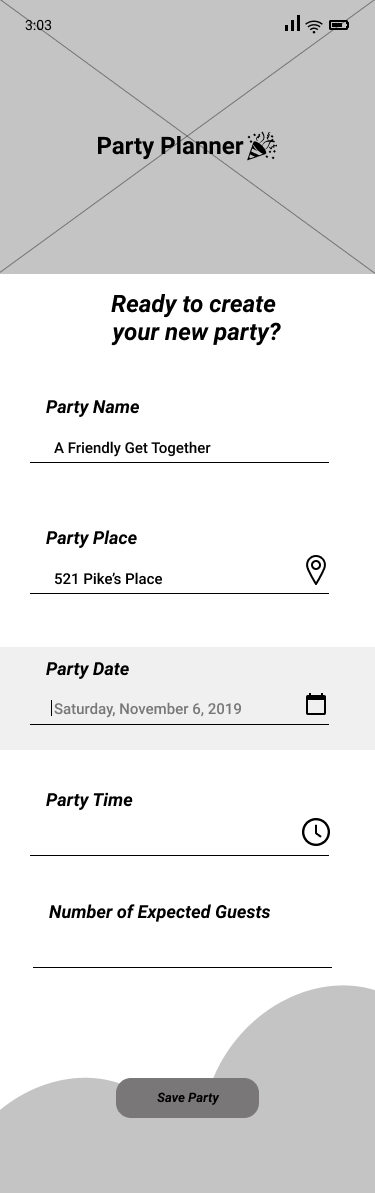 3:03
Party Planner
Ready to create
your new party?
Party Name
A Friendly Get Together
Party Place
521 Pike's Place
Party Date
Saturday, November 6, 2019
Party Time
Number of Expected Guests
Save Party